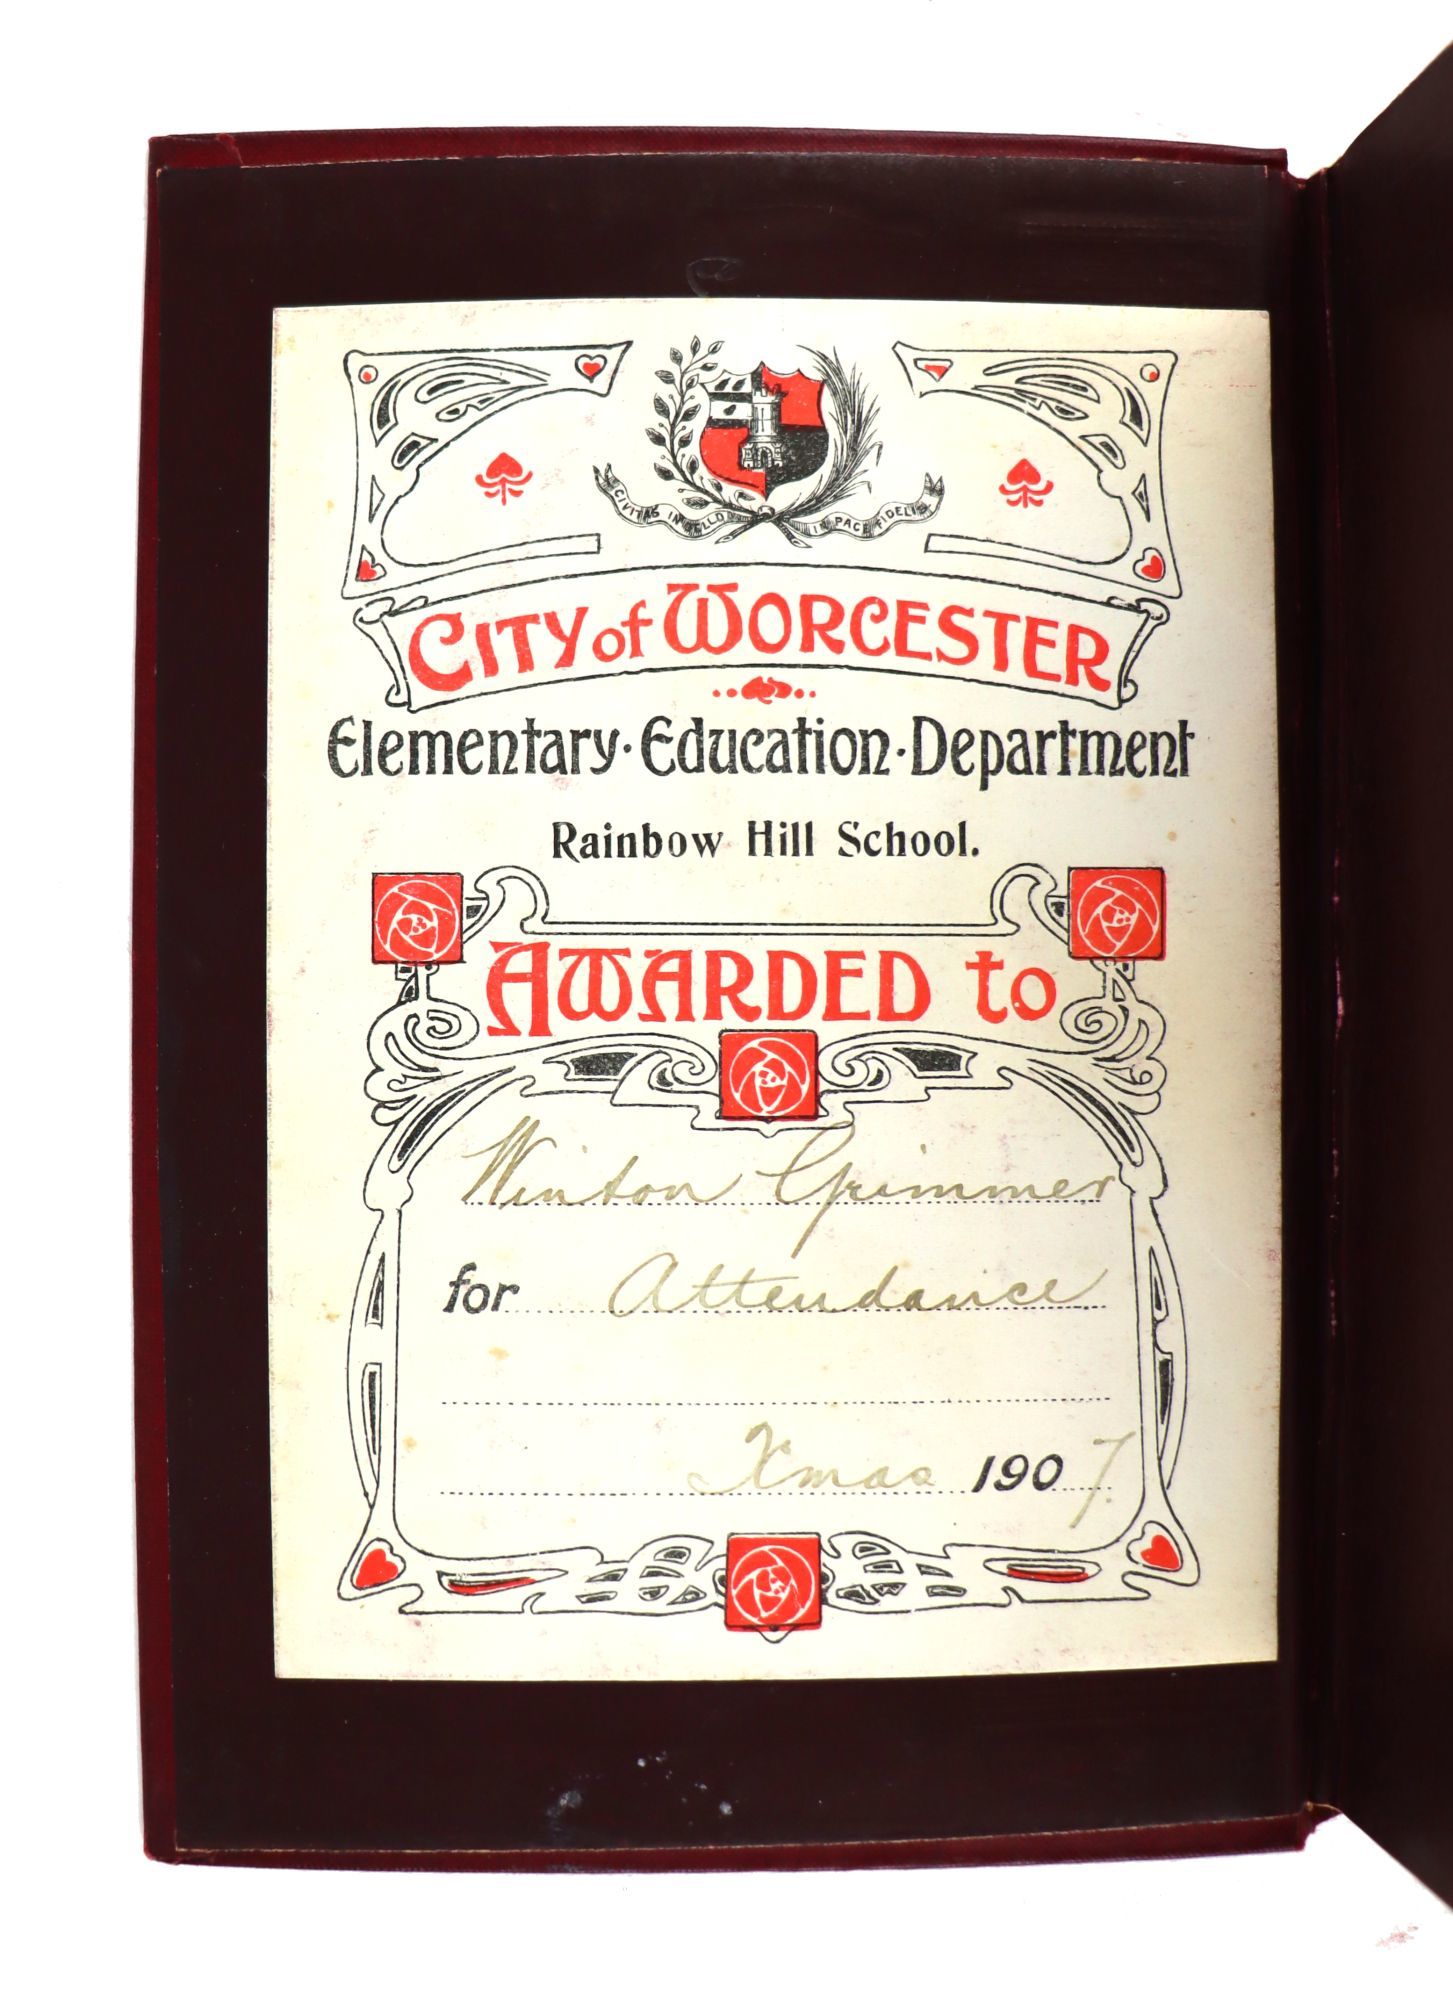 CIVITAS IN BELLO IN PACE FIDELIS
CITY of WORCESTER
Elementary · Education · Department
Rainbow Hill School.
AWARDED to
Winton Grimmer
for Attendance
Xmas 1907.